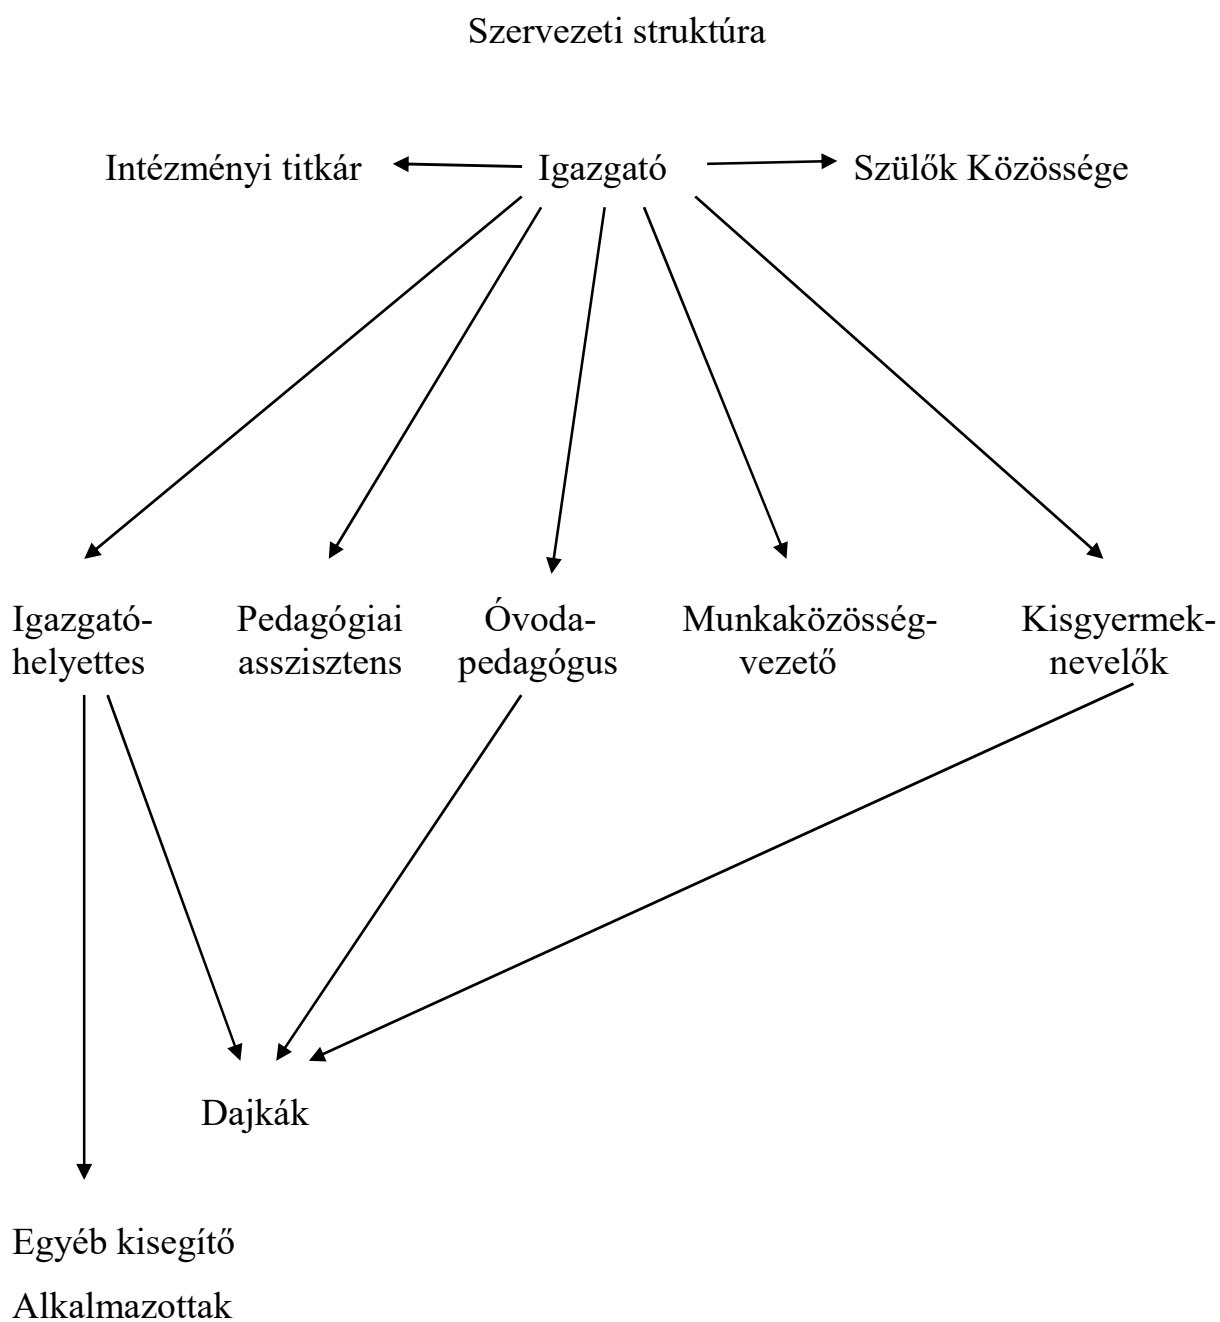 Szervezeti struktúra
Intézményi titkár
Igazgató
Szülők Közössége
Igazgató-
helyettes
Pedagógiai
asszisztens
Óvoda-
pedagógus
Munkaközösség-
vezető
Kisgyermek-
nevelők
Dajkák
Egyéb kisegítő
Alkalmazottak